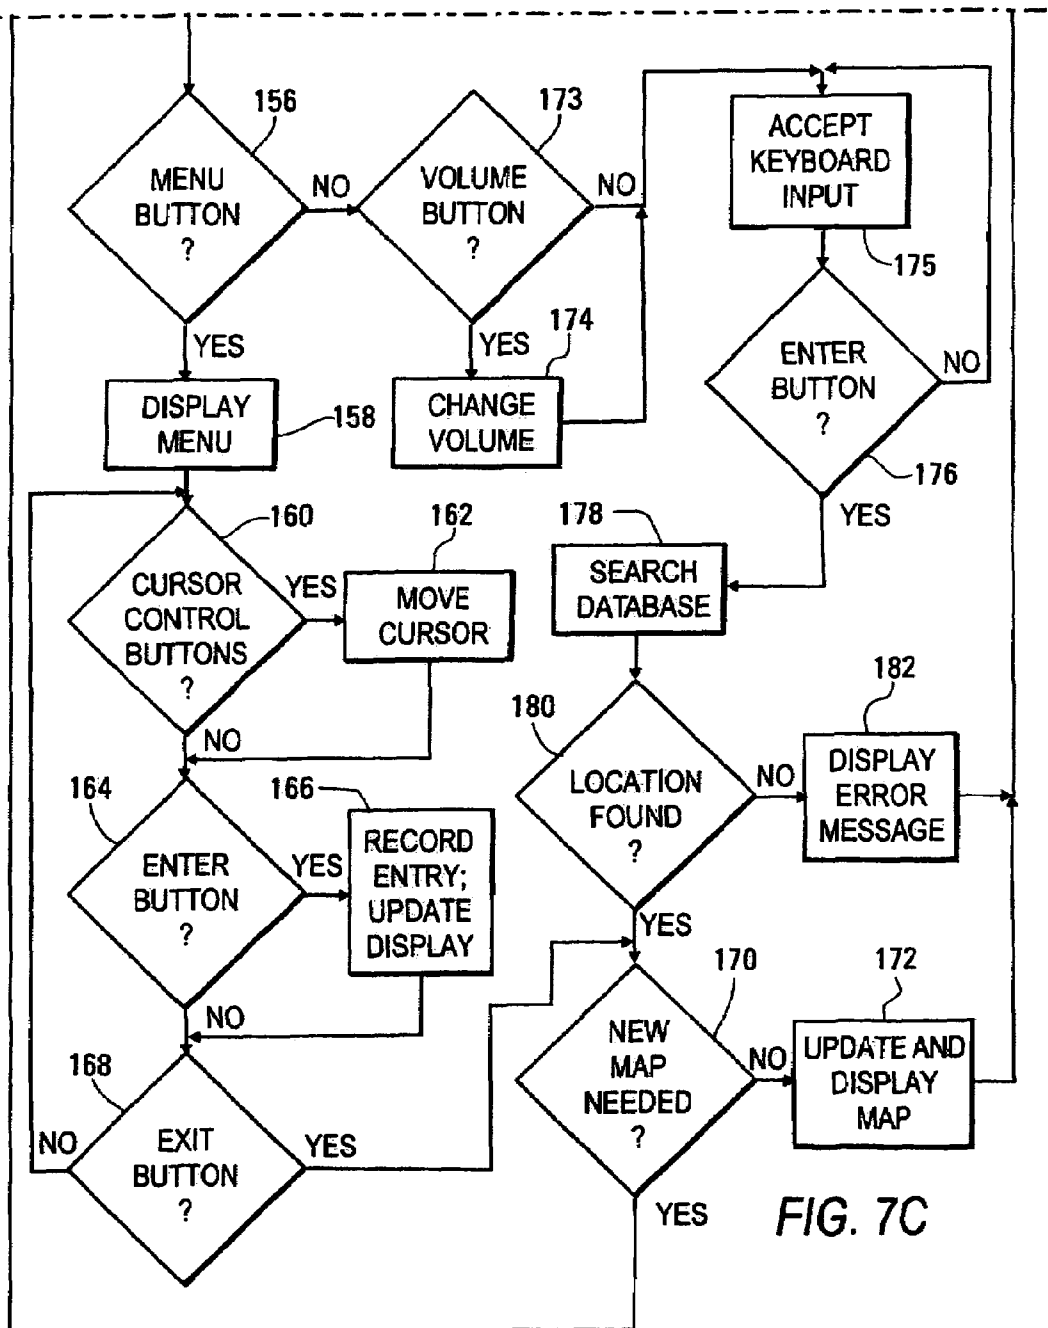 156
MENU
BUTTON
?
NO
YES
173
VOLUME
BUTTON
?
NO
YES
174
CHANGE
VOLUME
ACCEPT
KEYBOARD
INPUT
175
ENTER
BUTTON
?
NO
176
YES
DISPLAY
MENU
158
160
CURSOR
CONTROL
BUTTONS
?
YES
NO
162
MOVE
CURSOR
164
ENTER
BUTTON
?
YES
NO
166
RECORD
ENTRY;
UPDATE
DISPLAY
168
EXIT
BUTTON
?
NO
YES
178
SEARCH
DATABASE
180
LOCATION
FOUND
?
NO
YES
182
DISPLAY
ERROR
MESSAGE
170
NEW
MAP
NEEDED
?
NO
YES
172
UPDATE AND
DISPLAY
MAP
FIG. 7C